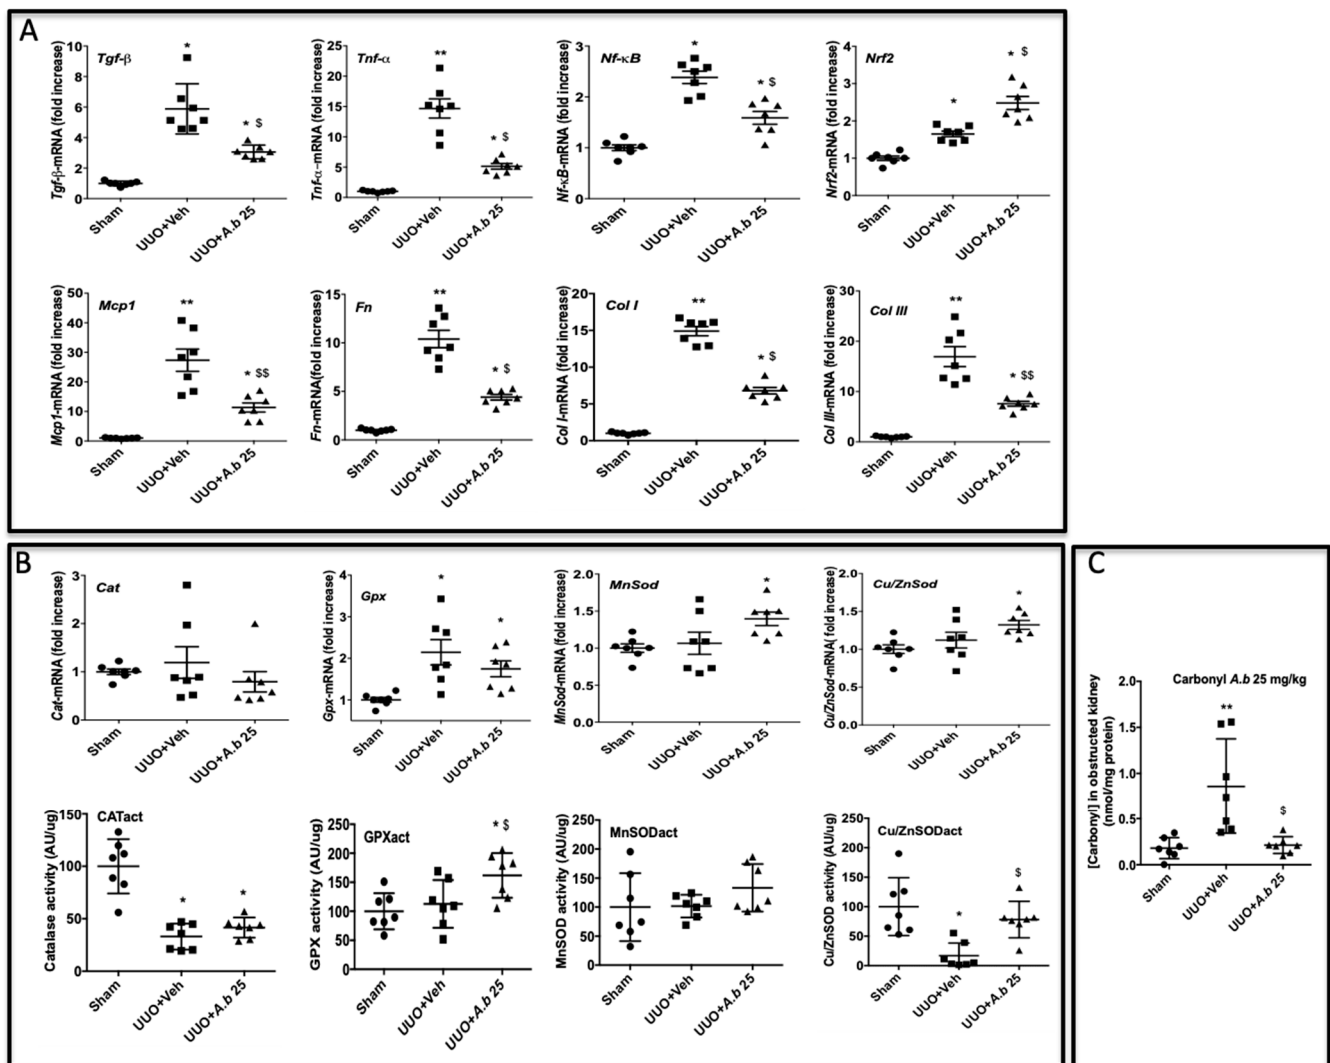 A
Tgf-β-mRNA (fold increase)
10
8
6
4
2
0
Tgf-β
*
* $
Sham
UUO+Veh
UUO+A.b 25
Tnf-α-mRNA (fold increase)
25
20
15
10
5
0
Tnf-α
**
* $
Sham
UUO+Veh
UUO+A.b 25
Nf-κB-mRNA (fold increase)
3
2
1
0
Nf-κB
*
* $
Sham
UUO+Veh
UUO+A.b 25
Nrf2-mRNA (fold increase)
4
3
2
1
0
Nrf2
*
* $
Sham
UUO+Veh
UUO+A.b 25
Mcp1-mRNA (fold increase)
50
40
30
20
10
0
Mcp1
**
* $$
Sham
UUO+Veh
UUO+A.b 25
Fn-mRNA(fold increase)
15
10
5
0
Fn
**
* $
Sham
UUO+Veh
UUO+A.b 25
Col I-mRNA (fold increase)
20
15
10
5
0
Col I
**
* $
Sham
UUO+Veh
UUO+A.b 25
Col III-mRNA (fold increase)
30
20
10
0
Col III
**
* $$
Sham
UUO+Veh
UUO+A.b 25
B
Cat-mRNA (fold increase)
3
2
1
0
Cat
Sham
UUO+Veh
UUO+A.b 25
Gpx-mRNA (fold increase)
4
3
2
1
Gpx
*
*
Sham
UUO+Veh
UUO+A.b 25
MnSod-mRNA (fold increase)
2.0
1.5
1.0
0.5
0.0
MnSod
*
Sham
UUO+Veh
UUO+A.b 25
Cu/ZnSod-mRNA( fold increase)
2.0
1.5
1.0
0.5
0.0
Cu/ZnSod
*
Sham
UUO+Veh
UUO+A.b 25
Catalase activity (AU/ug)
150
100
50
0
CATact
*
*
Sham
UUO+Veh
UUO+A.b 25
GPX activity (AU/ug)
250
200
150
100
50
0
GPXact
* $
Sham
UUO+Veh
UUO+A.b 25
MnSOD activity (AU/ug)
250
200
150
100
50
0
MnSODact
Sham
UUO+Veh
UUO+A.b 25
Cu/ZnSOD activity (AU/ug)
250
200
150
100
50
0
Cu/ZnSODact
*
$
Sham
UUO+Veh
UUO+A.b 25
C
[Carbonyl] in obstructed kidney
(nmol/mg protein)
2.0
1.5
1.0
0.5
0.0
Carbonyl A.b 25 mg/kg
**
$
Sham
UUO+Veh
UUO+A.b 25